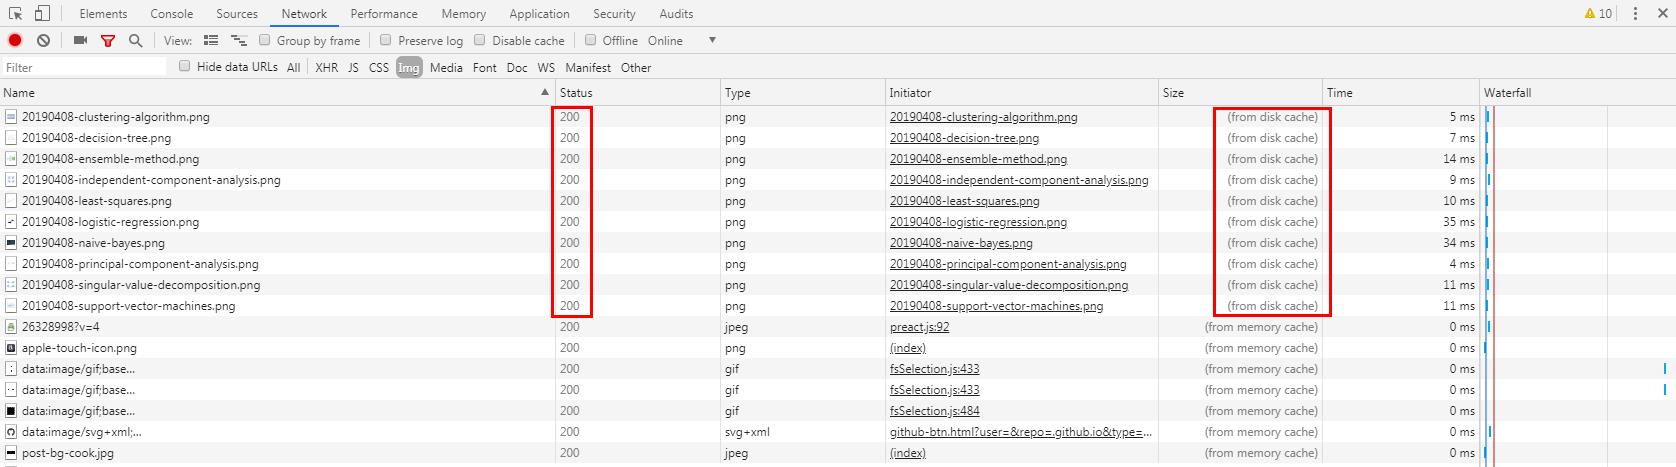 Elements Console Sources Network Performance Memory Application Security Audits 10
View: Group by frame Preserve log Disable cache Offline Online
Filter Hide data URLs All XHR JS CSS Img Media Font Doc WS Manifest Other
Name Status Type Initiator Size Time Waterfall
20190408-clustering-algorithm.png 200 png 20190408-clustering-algorithm.png (from disk cache) 5 ms
20190408-decision-tree.png 200 png 20190408-decision-tree.png (from disk cache) 7 ms
20190408-ensemble-method.png 200 png 20190408-ensemble-method.png (from disk cache) 14 ms
20190408-independent-component-analysis.png 200 png 20190408-independent-component-analysis.png (from disk cache) 9 ms
20190408-least-squares.png 200 png 20190408-least-squares.png (from disk cache) 10 ms
20190408-logistic-regression.png 200 png 20190408-logistic-regression.png (from disk cache) 35 ms
20190408-naive-bayes.png 200 png 20190408-naive-bayes.png (from disk cache) 34 ms
20190408-principal-component-analysis.png 200 png 20190408-principal-component-analysis.png (from disk cache) 4 ms
20190408-singular-value-decomposition.png 200 png 20190408-singular-value-decomposition.png (from disk cache) 11 ms
20190408-support-vector-machines.png 200 png 20190408-support-vector-machines.png (from disk cache) 11 ms
26328998?v=4 200 jpeg preact.js:92 (from memory cache) 0 ms
apple-touch-icon.png 200 png (index) (from memory cache) 0 ms
data:image/gif;base... 200 gif fsSelection.js:433 (from memory cache) 0 ms
data:image/gif;base... 200 gif fsSelection.js:433 (from memory cache) 0 ms
data:image/gif;base... 200 gif fsSelection.js:484 (from memory cache) 0 ms
data:image/svg+xml;... 200 svg+xml github-btn.html?user=&repo=.github.io&type=... (from memory cache) 0 ms
post-bg-cook.jpg 200 jpeg (index) (from memory cache) 0 ms